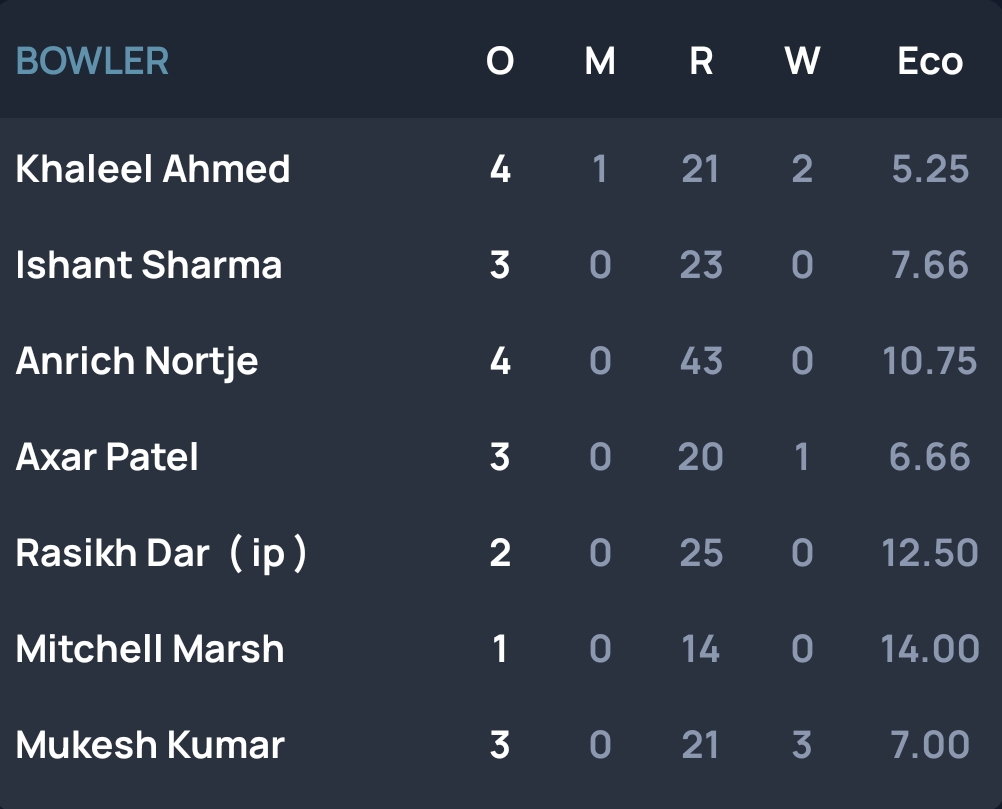 BOWLER O M R W Eco
Khaleel Ahmed 4 1 21 2 5.25
Ishant Sharma 3 0 23 0 7.66
Anrich Nortje 4 0 43 0 10.75
Axar Patel 3 0 20 1 6.66
Rasikh Dar ( ip ) 2 0 25 0 12.50
Mitchell Marsh 1 0 14 0 14.00
Mukesh Kumar 3 0 21 3 7.00